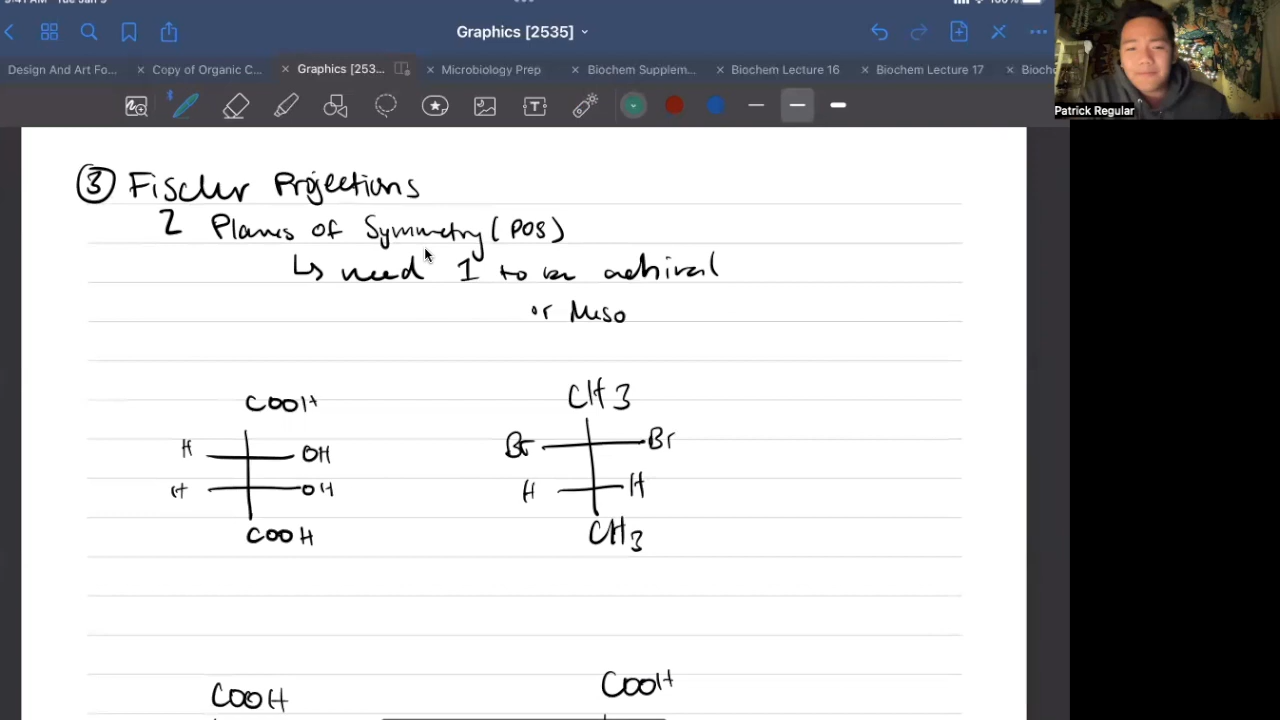 Graphics [2535]
Design And Art Fo... Copy of Organic C... Graphics [253... Microbiology Prep Biochem Supplem... Biochem Lecture 16 Biochem Lecture 17 Bioch
Patrick Regular
③ Fischer Projections
2 Planes of Symmetry (POS)
↳ need 1 to be achiral
or Meso
COOH CH3
H OH Br Br
H OH H H
COOH CH3
COOH COOH